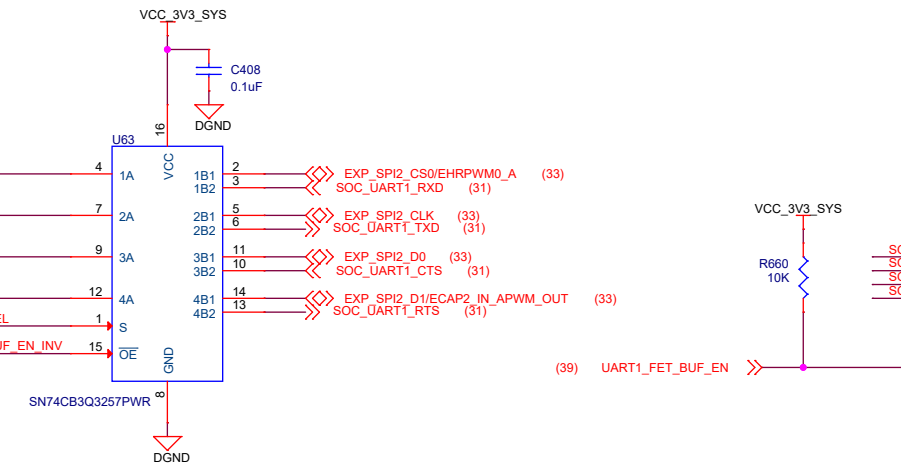 VCC_3V3_SYS
C408
0.1uF
DGND
16
U63
VCC
4 1A 1B1 2 EXP_SPI2_CS0/EHRPWM0_A (33)
1B2 3 SOC_UART1_RXD (31)
7 2A 2B1 5 EXP_SPI2_CLK (33)
2B2 6 SOC_UART1_TXD (31)
9 3A 3B1 11 EXP_SPI2_D0 (33)
3B2 10 SOC_UART1_CTS (31)
12 4A 4B1 14 EXP_SPI2_D1/ECAP2_IN_APWM_OUT (33)
4B2 13 SOC_UART1_RTS (31)
1 S
15 OE
GND
8
SN74CB3Q3257PWR
DGND
VCC_3V3_SYS
R660
10K
(39) UART1_FET_BUF_EN